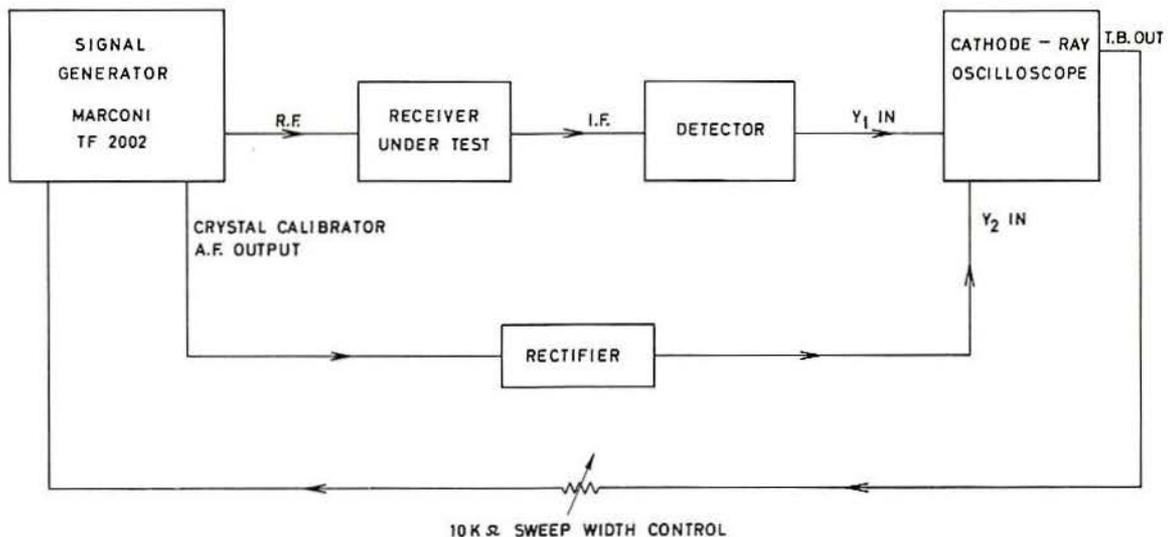 SIGNAL
GENERATOR
MARCONI
TF 2002
R.F.
RECEIVER
UNDER TEST
I.F.
DETECTOR
Y₁ IN
CATHODE – RAY
OSCILLOSCOPE
T.B. OUT
CRYSTAL CALIBRATOR
A.F. OUTPUT
Y₂ IN
RECTIFIER
10K Ω SWEEP WIDTH CONTROL